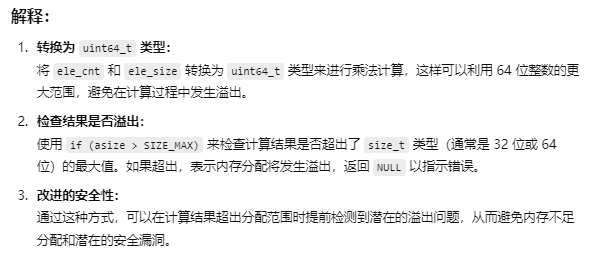 解释：
1. 转换为 uint64_t 类型：
将 ele_cnt 和 ele_size 转换为 uint64_t 类型来进行乘法计算，这样可以利用 64 位整数的更
大范围，避免在计算过程中发生溢出。
2. 检查结果是否溢出：
使用 if (asize > SIZE_MAX) 来检查计算结果是否超出了 size_t 类型（通常是 32 位或 64
位）的最大值。如果超出，表示内存分配将发生溢出，返回 NULL 以指示错误。
3. 改进的安全性：
通过这种方式，可以在计算结果超出分配范围时提前检测到潜在的溢出问题，从而避免内存不足
分配和潜在的安全漏洞。